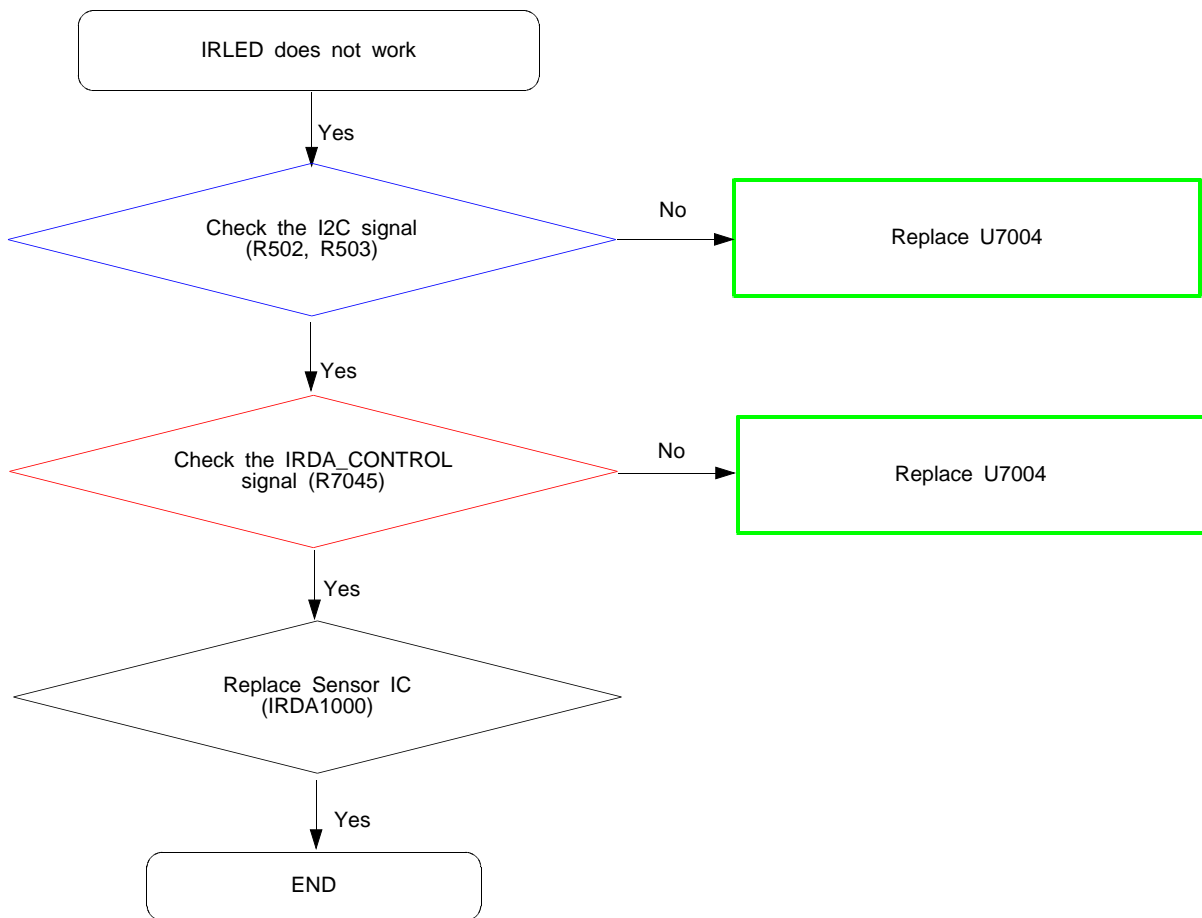 IRLED does not work
Yes
Check the I2C signal
(R502, R503)
No
Replace U7004
Yes
Check the IRDA_CONTROL
signal (R7045)
No
Replace U7004
Yes
Replace Sensor IC
(IRDA1000)
Yes
END